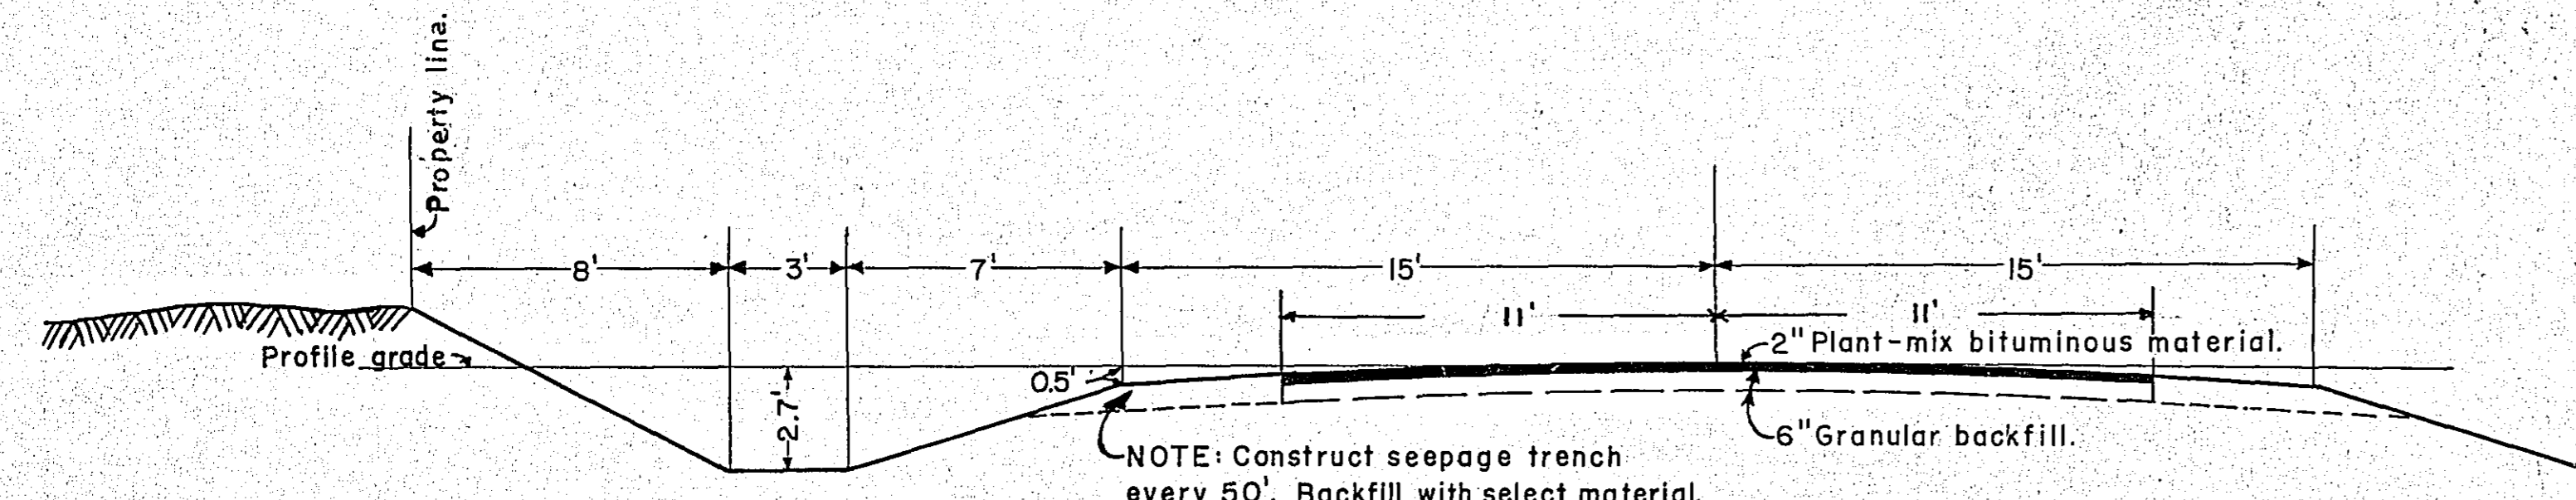 Property line.
8'
3'
7'
15'
15'
11'
11'
2" Plant-mix bituminous material.
Profile grade
0.5'
2.7'
6" Granular backfill.
NOTE: Construct seepage trench
every 50'. Backfill with select material.